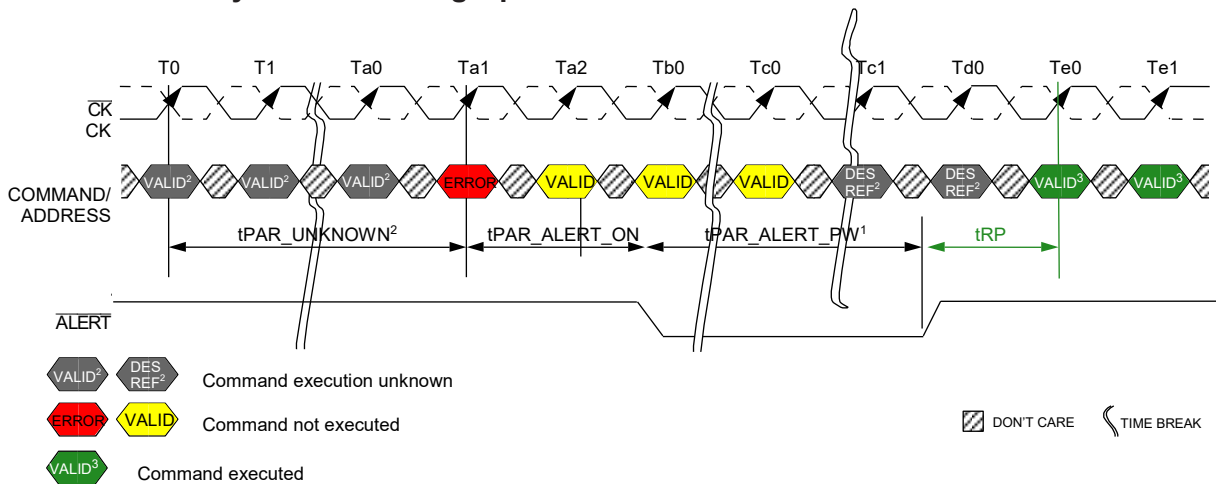 T0 T1 Ta0 Ta1 Ta2 Tb0 Tc0 Tc1 Td0 Te0 Te1
CK
CK
COMMAND/
ADDRESS
VALID² VALID² VALID² ERROR VALID VALID VALID DES REF² DES REF² VALID³ VALID³
tPAR_UNKNOWN² tPAR_ALERT_ON tPAR_ALERT_PW¹ tRP
ALERT
VALID² DES REF² Command execution unknown
ERROR VALID Command not executed
DON'T CARE TIME BREAK
VALID³ Command executed